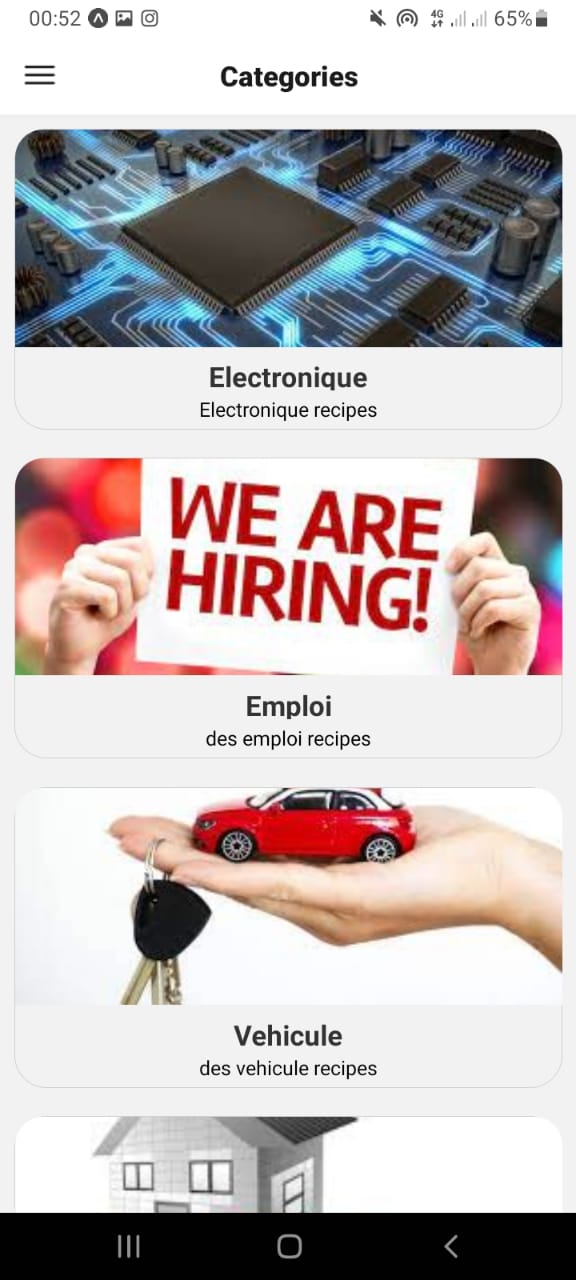 00:52 4G 65%
Categories
Electronique
Electronique recipes
WE ARE
HIRING!
Emploi
des emploi recipes
Vehicule
des vehicule recipes